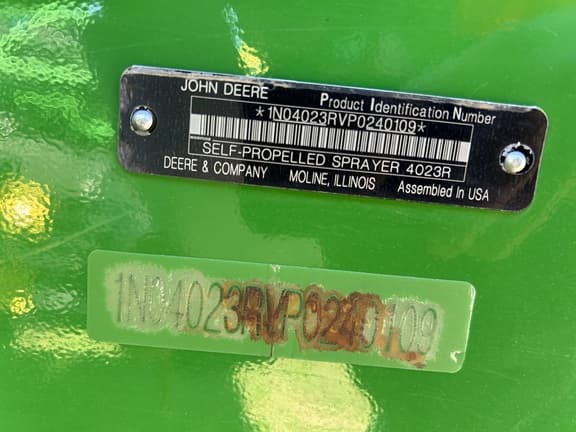 JOHN DEERE
Product Identification Number
*1N04023RVP0240109*
SELF-PROPELLED SPRAYER 4023R
DEERE & COMPANY MOLINE, ILLINOIS Assembled In USA
1N04023RVP0240109